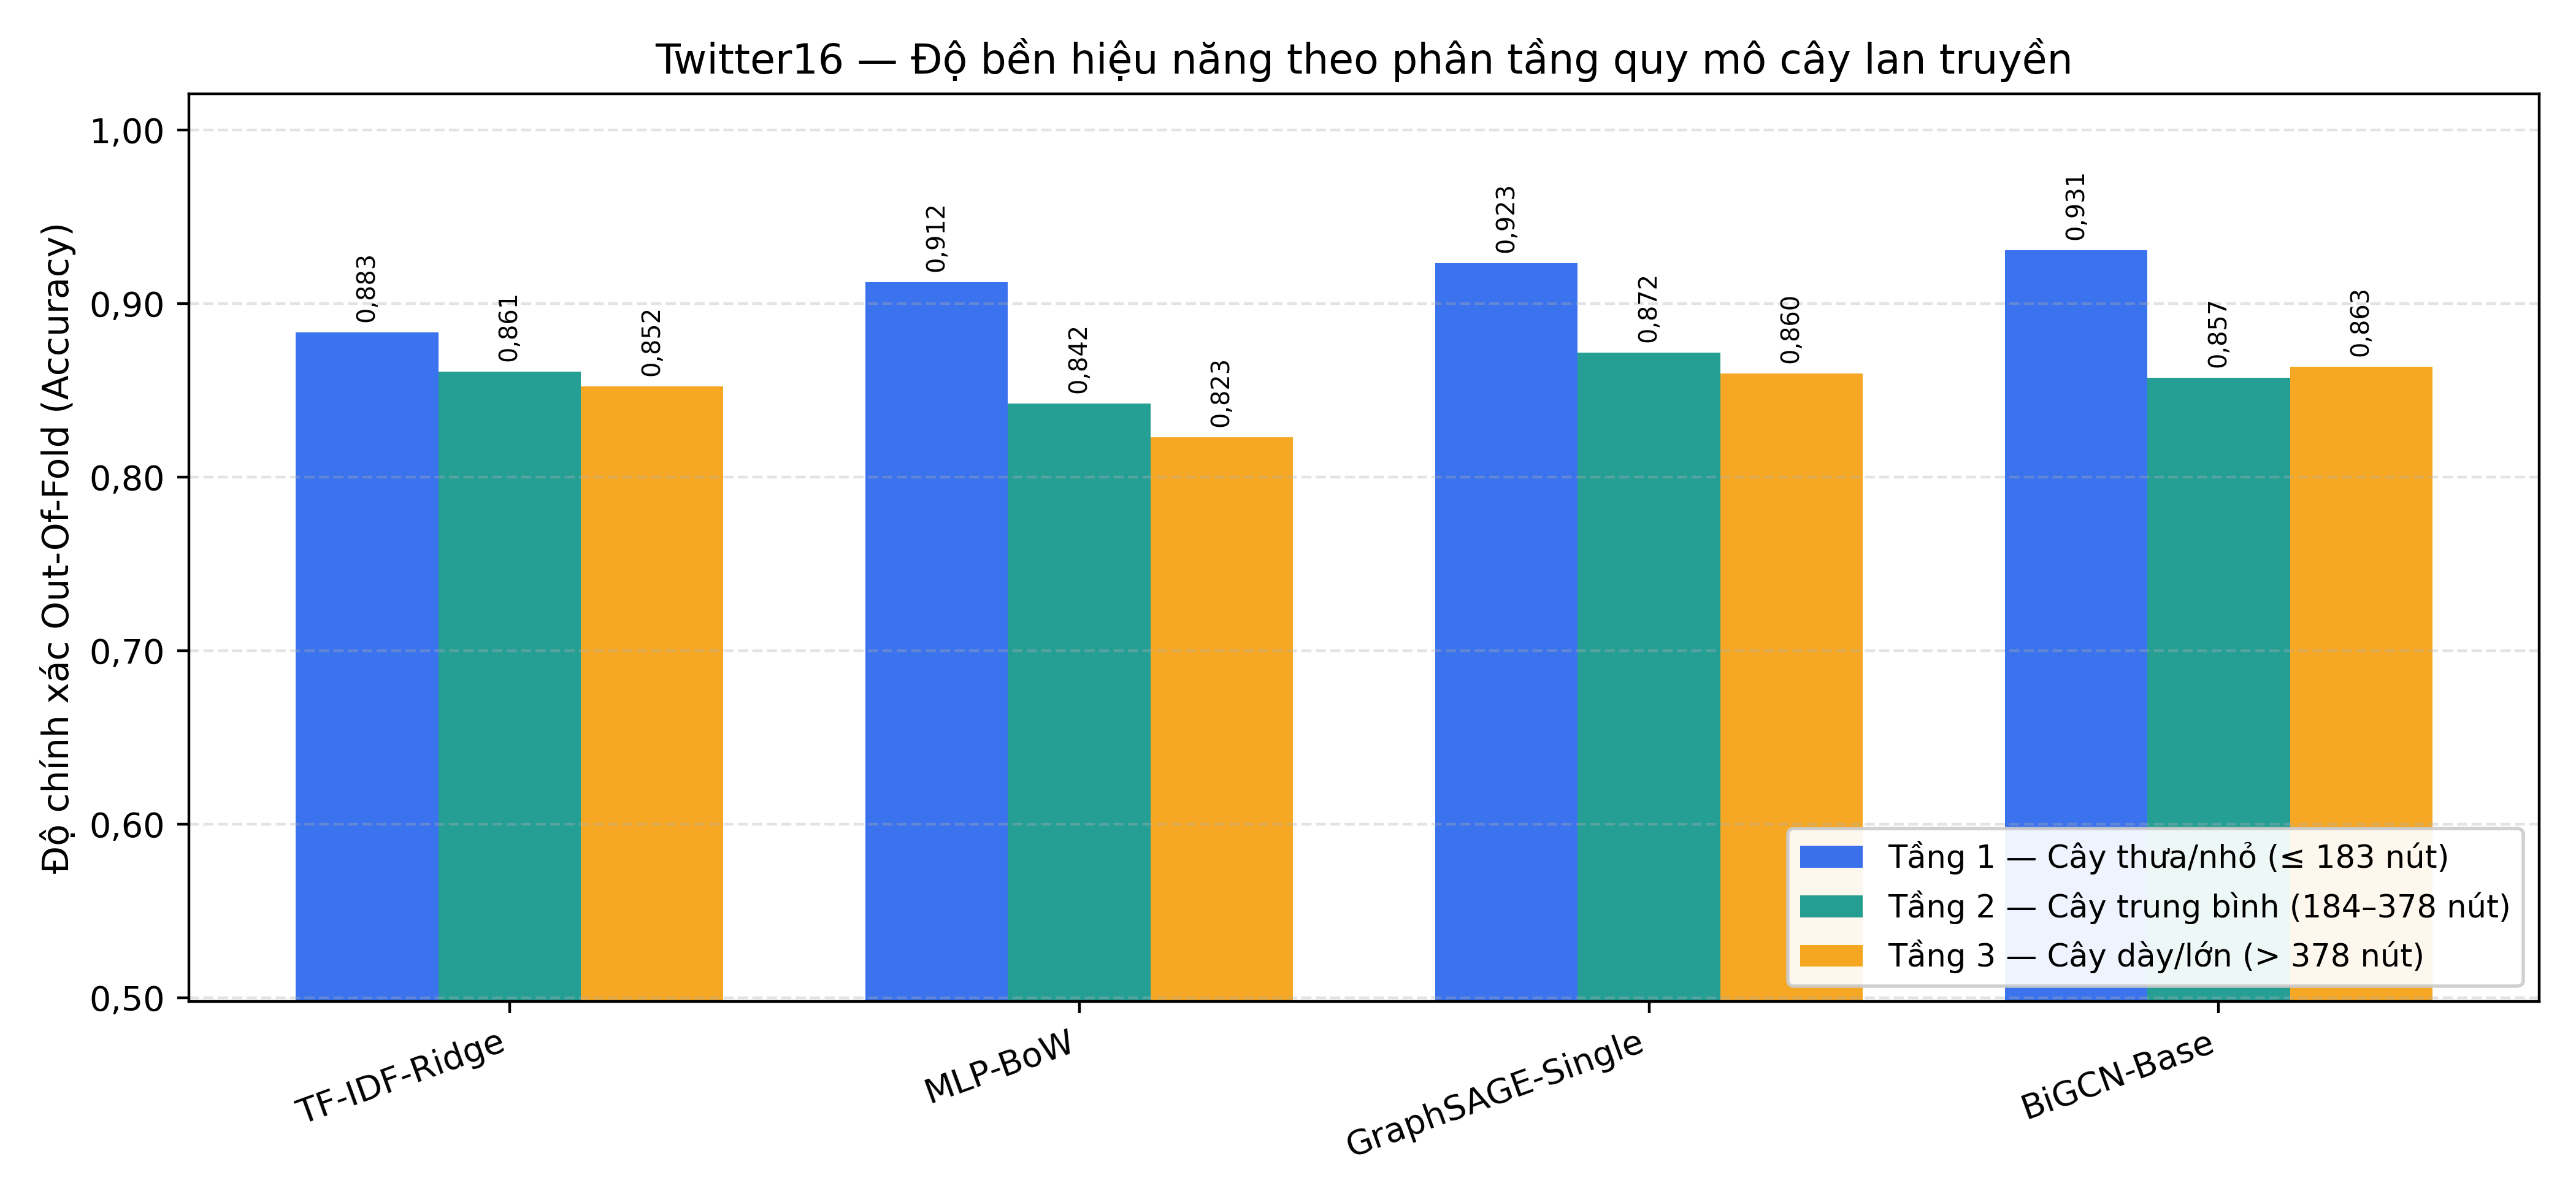 Twitter16 — Độ bền hiệu năng theo phân tầng quy mô cây lan truyền
Độ chính xác Out-Of-Fold (Accuracy)
1,00
0,90
0,80
0,70
0,60
0,50
0,883
0,861
0,852
0,912
0,842
0,823
0,923
0,872
0,860
0,931
0,857
0,863
Tầng 1 — Cây thưa/nhỏ (≤ 183 nút)
Tầng 2 — Cây trung bình (184–378 nút)
Tầng 3 — Cây dày/lớn (> 378 nút)
TF-IDF-Ridge
MLP-BoW
GraphSAGE-Single
BiGCN-Base